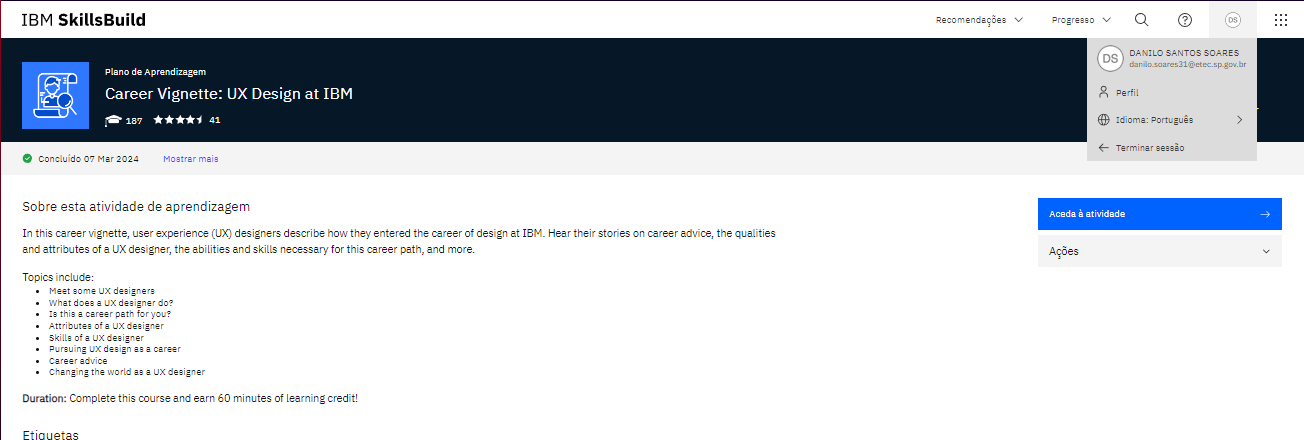 IBM SkillsBuild
Recomendações
Progresso
DS
DS
DANILO SANTOS SOARES
danilo.soares31@etec.sp.gov.br
Perfil
Idioma: Português
Terminar sessão
Plano de Aprendizagem
Career Vignette: UX Design at IBM
187
41
Concluído 07 Mar 2024
Mostrar mais
Sobre esta atividade de aprendizagem
In this career vignette, user experience (UX) designers describe how they entered the career of design at IBM. Hear their stories on career advice, the qualities
and attributes of a UX designer, the abilities and skills necessary for this career path, and more.
Topics include:
Meet some UX designers
What does a UX designer do?
Is this a career path for you?
Attributes of a UX designer
Skills of a UX designer
Pursuing UX design as a career
Career advice
Changing the world as a UX designer
Duration: Complete this course and earn 60 minutes of learning credit!
Etiquetas
Aceda à atividade
Ações